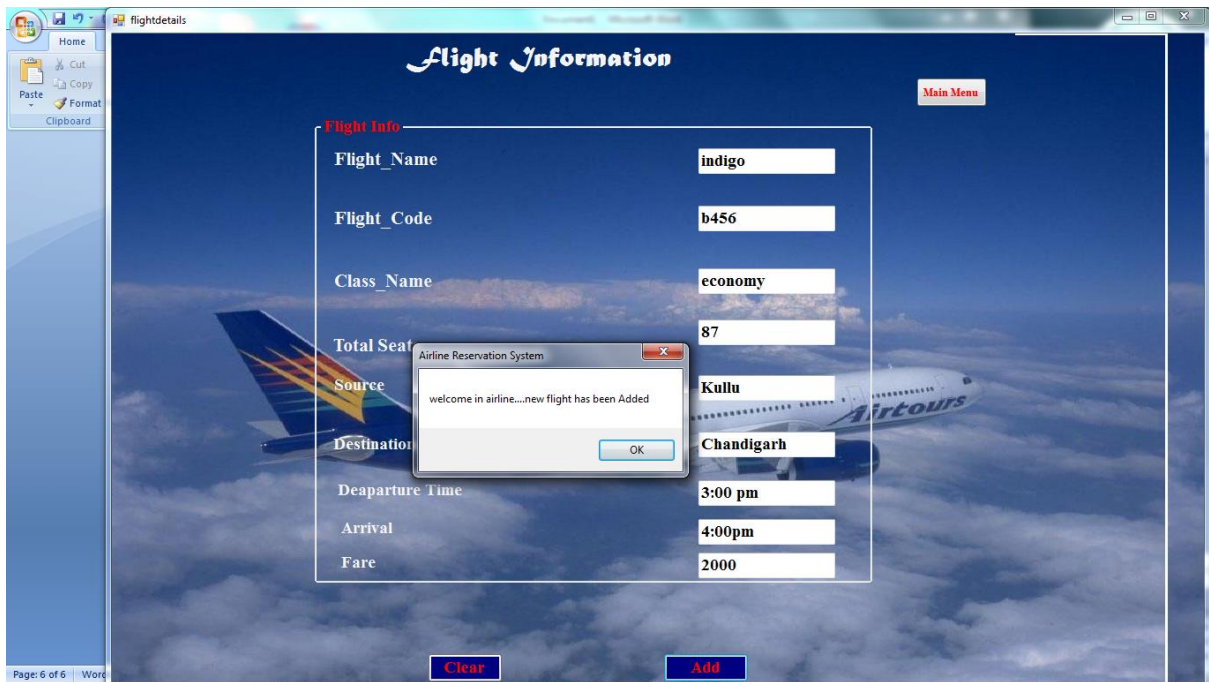 flightdetails
Home
Cut
Copy
Paste
Format
Clipboard
Flight Information
Main Menu
Flight Info
Flight_Name indigo
Flight_Code b456
Class_Name economy
Total Seat 87
Source Kullu
Destination Chandigarh
Deaparture Time 3:00 pm
Arrival 4:00pm
Fare 2000
Airline Reservation System
welcome in airline....new flight has been Added
OK
Airtours
Clear Add
Page: 6 of 6 Word